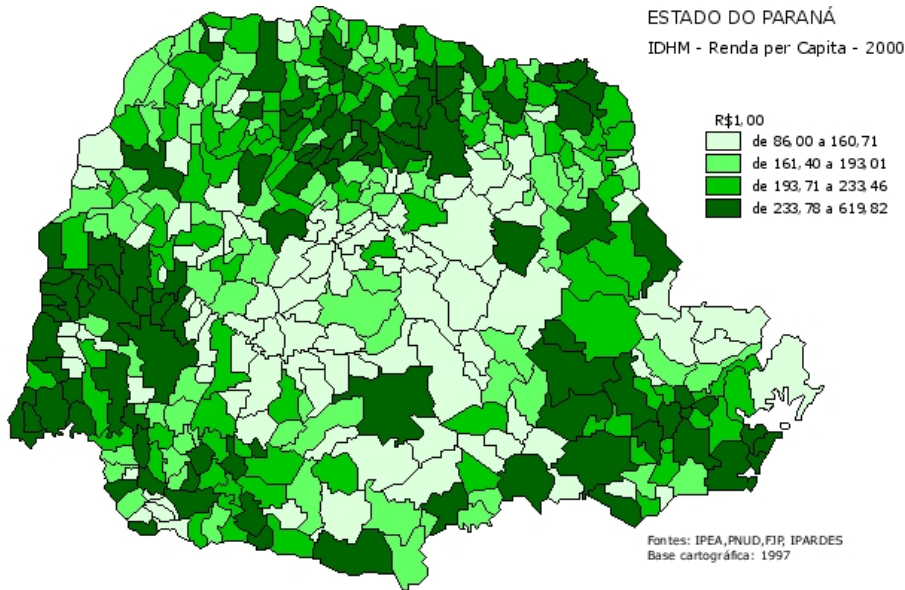 ESTADO DO PARANÁ
IDHM - Renda per Capita - 2000
R$1,00
de 86,00 a 160,71
de 161,40 a 193,01
de 193,71 a 233,46
de 233,78 a 619,82
Fontes: IPEA,PNUD,FJP, IPARDES
Base cartográfica: 1997